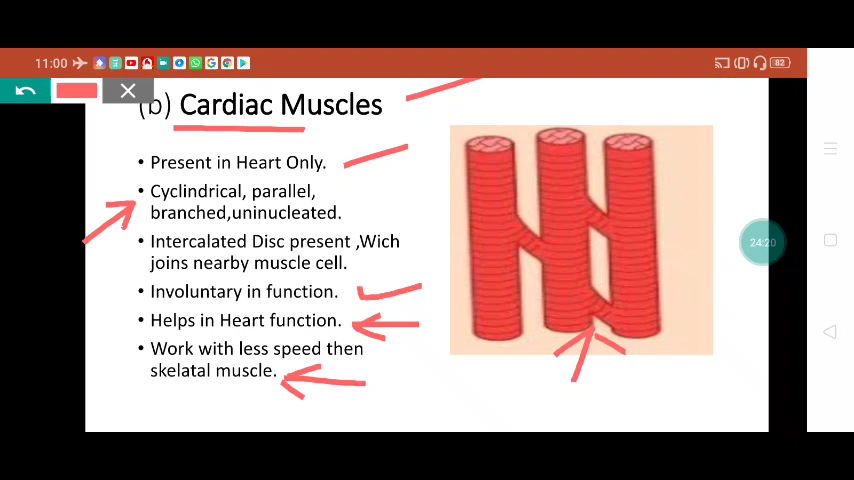 11:00
82
(b) Cardiac Muscles
• Present in Heart Only.
• Cyclindrical, parallel,
branched,uninucleated.
• Intercalated Disc present ,Wich
joins nearby muscle cell.
• Involuntary in function.
• Helps in Heart function.
• Work with less speed then
skelatal muscle.
24:20